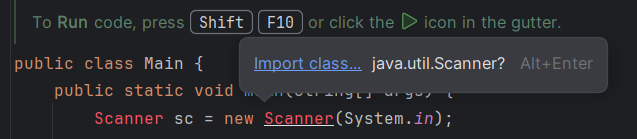 To Run code, press Shift F10 or click the icon in the gutter.
Import class... java.util.Scanner? Alt+Enter
public class Main {
public static void main(String[] args) {
Scanner sc = new Scanner(System.in);